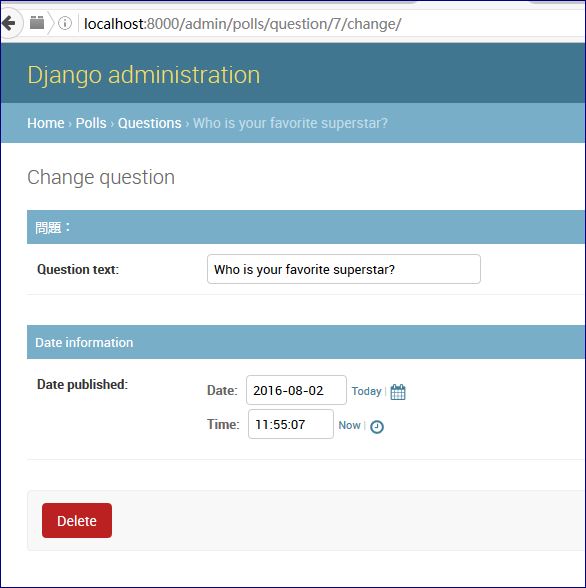 localhost:8000/admin/polls/question/7/change/
Django administration
Home › Polls › Questions › Who is your favorite superstar?
Change question
問題：
Question text: Who is your favorite superstar?
Date information
Date published: Date: 2016-08-02 Today |
Time: 11:55:07 Now |
Delete